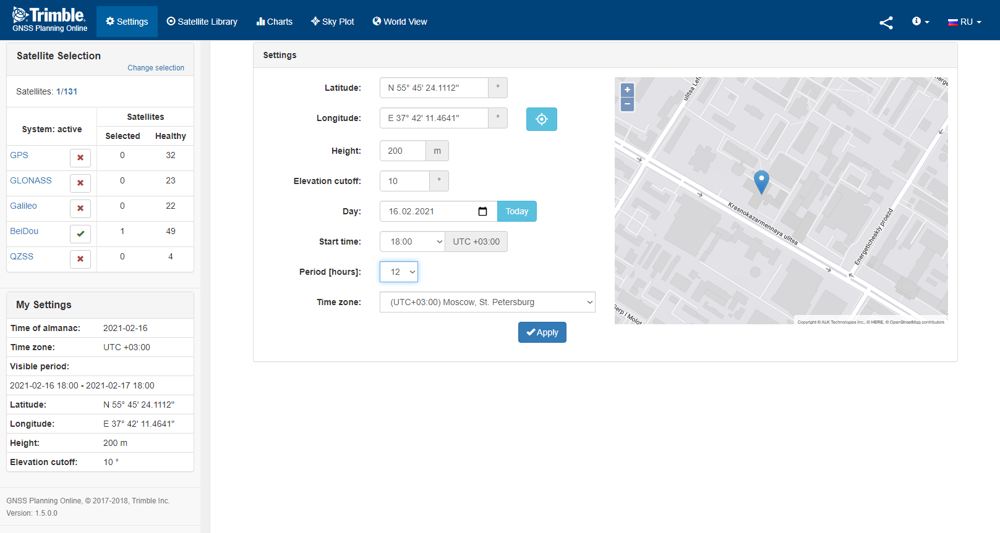 Trimble.
GNSS Planning Online
Settings
Satellite Library
Charts
Sky Plot
World View
RU
Satellite Selection
Change selection
Satellites: 1/131
System: active
Satellites
Selected
Healthy
GPS 0 32
GLONASS 0 23
Galileo 0 22
BeiDou 1 49
QZSS 0 4
My Settings
Time of almanac: 2021-02-16
Time zone: UTC +03:00
Visible period:
2021-02-16 18:00 - 2021-02-17 18:00
Latitude: N 55° 45' 24.1112"
Longitude: E 37° 42' 11.4641"
Height: 200 m
Elevation cutoff: 10 °
GNSS Planning Online, © 2017-2018, Trimble Inc.
Version: 1.5.0.0
Settings
Latitude: N 55° 45' 24.1112" °
Longitude: E 37° 42' 11.4641" °
Height: 200 m
Elevation cutoff: 10 °
Day: 16.02.2021 Today
Start time: 18:00 UTC +03:00
Period [hours]: 12
Time zone: (UTC+03:00) Moscow, St. Petersburg
Apply
+
−
ulitsa Lefo
Krasnokazarmennaya ulitsa
Energeticheskiy proezd
Serp I Molot
Copyright © ALK Technologies Inc., © HERE, © OpenStreetMap contributors